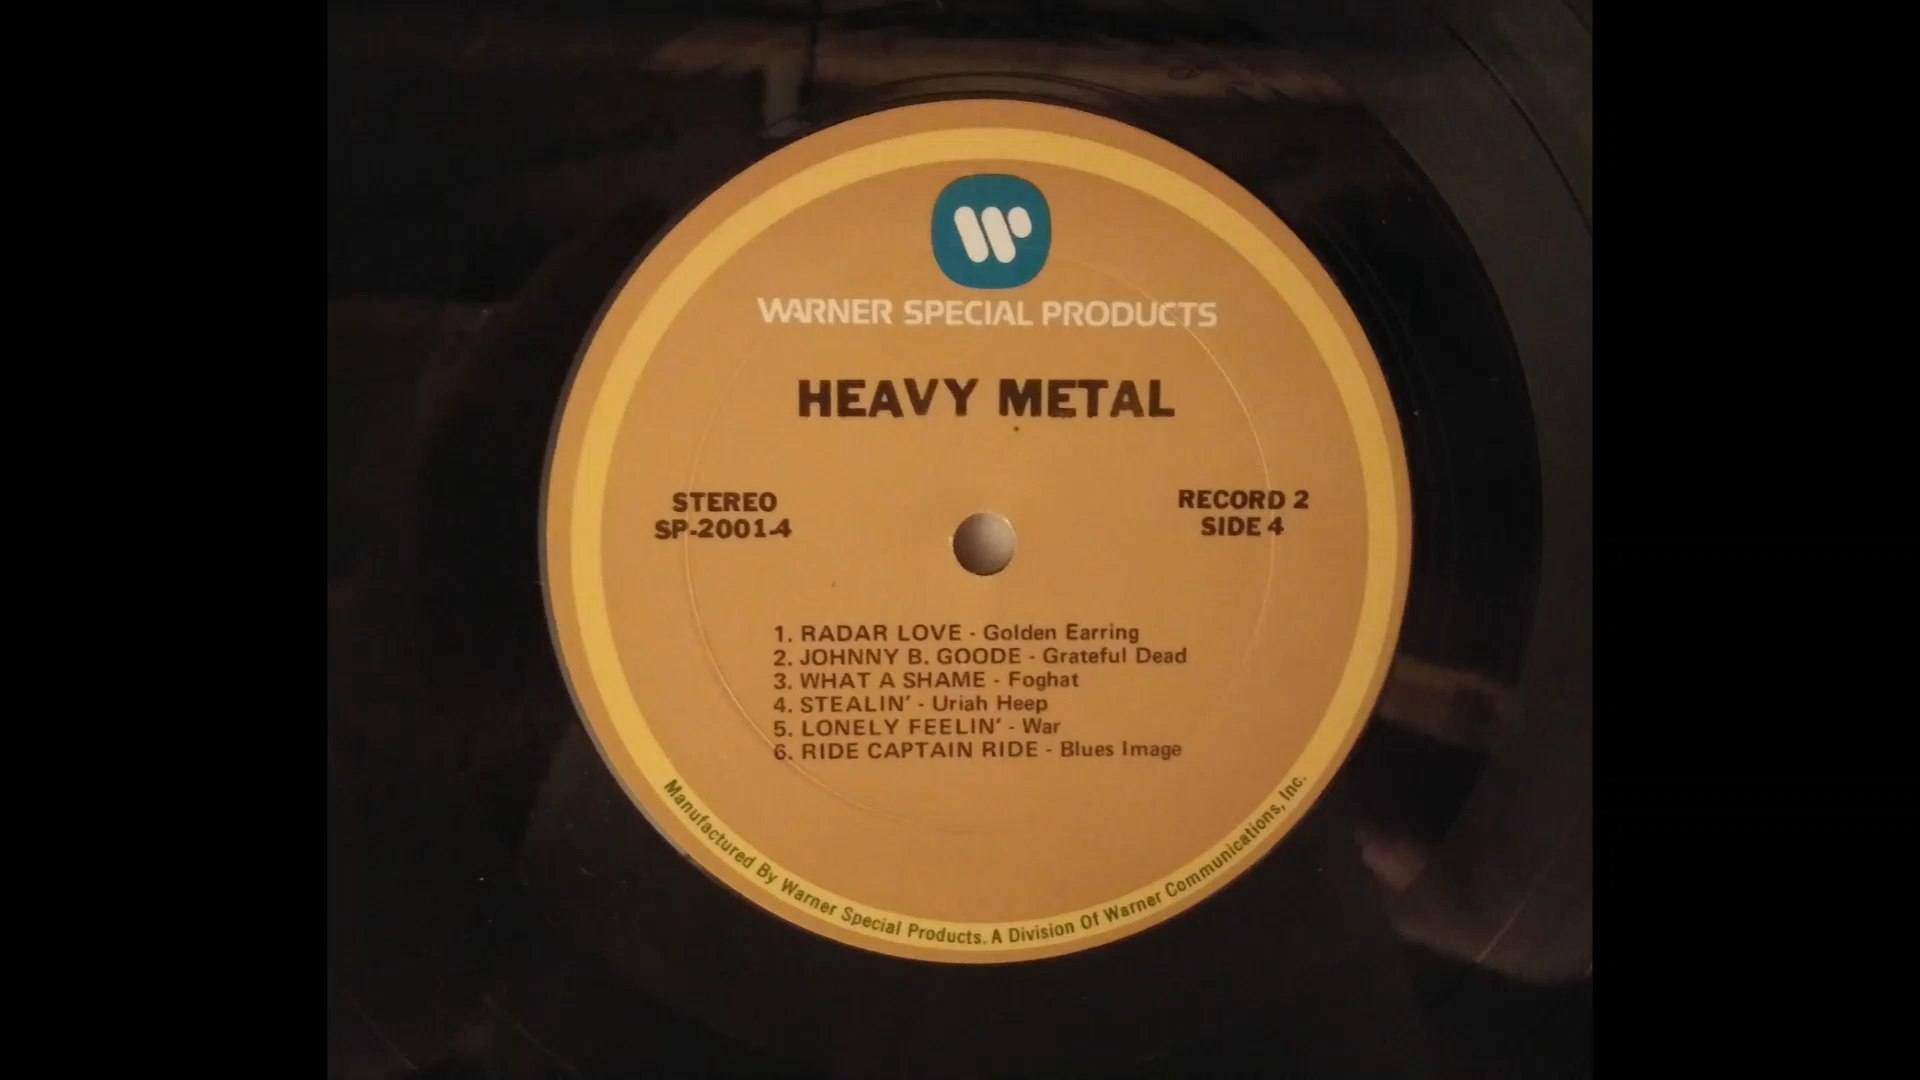 WARNER SPECIAL PRODUCTS
HEAVY METAL
STEREO
SP-2001-4
RECORD 2
SIDE 4
1. RADAR LOVE - Golden Earring
2. JOHNNY B. GOODE - Grateful Dead
3. WHAT A SHAME - Foghat
4. STEALIN' - Uriah Heep
5. LONELY FEELIN' - War
6. RIDE CAPTAIN RIDE - Blues Image
Manufactured By Warner Special Products. A Division Of Warner Communications, Inc.